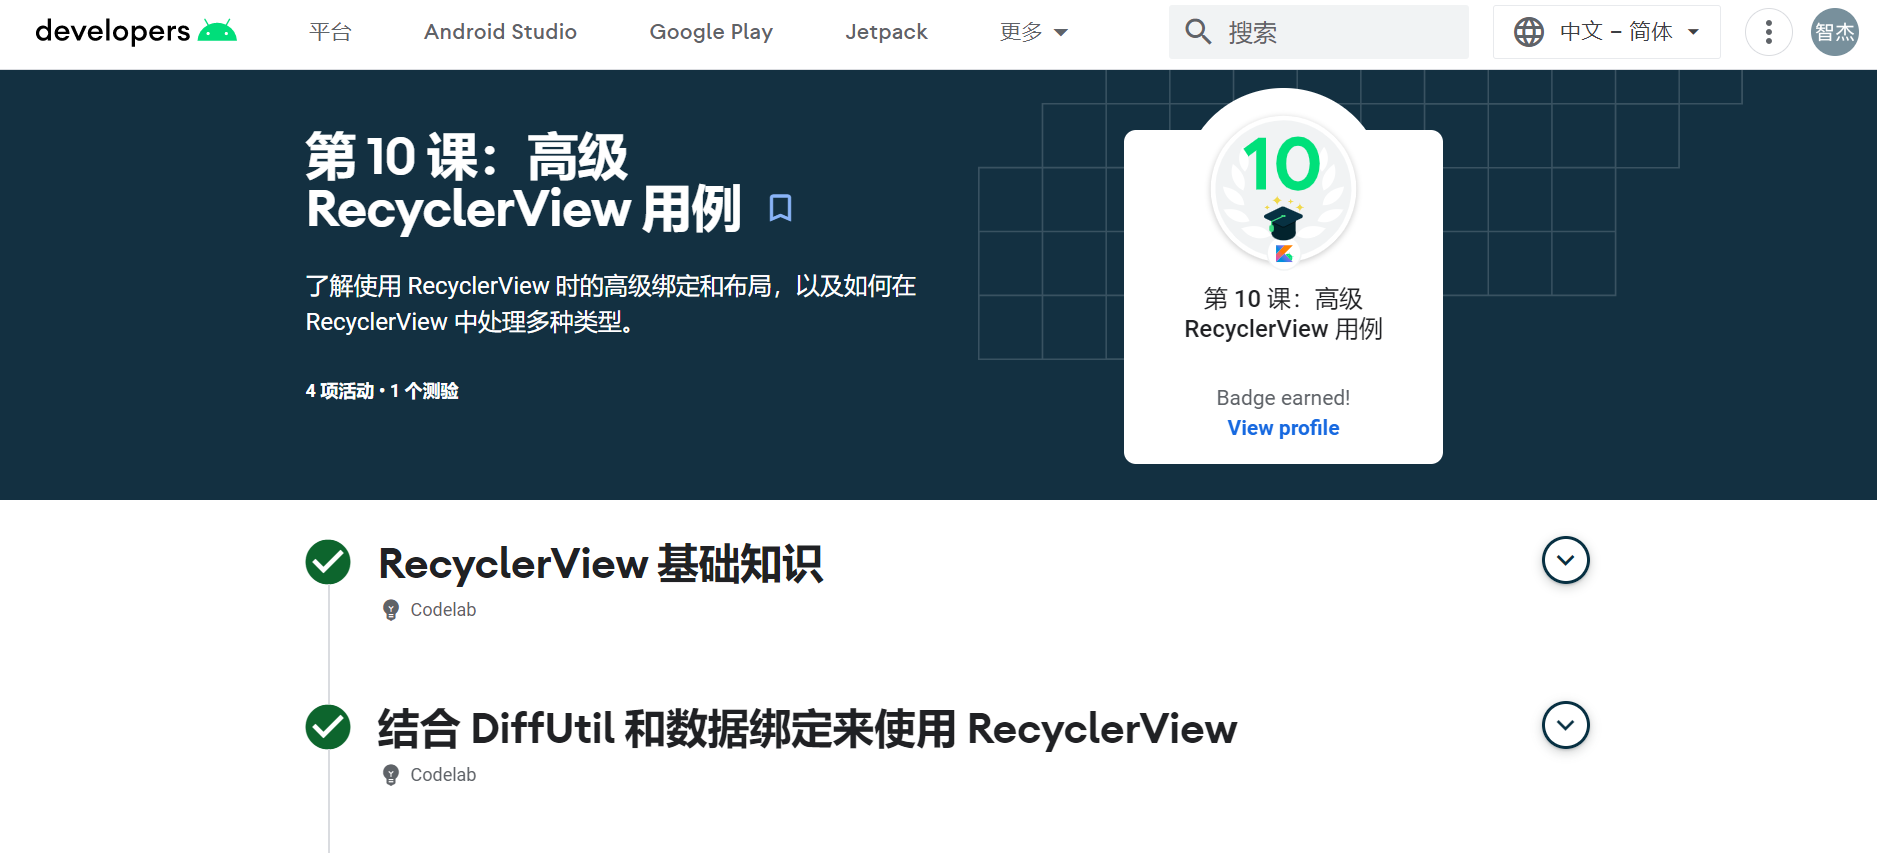 developers
平台
Android Studio
Google Play
Jetpack
更多
搜索
中文 – 简体
智杰
第 10 课：高级
RecyclerView 用例
了解使用 RecyclerView 时的高级绑定和布局，以及如何在
RecyclerView 中处理多种类型。
4 项活动 • 1 个测验
10
第 10 课：高级
RecyclerView 用例
Badge earned!
View profile
RecyclerView 基础知识
Codelab
结合 DiffUtil 和数据绑定来使用 RecyclerView
Codelab